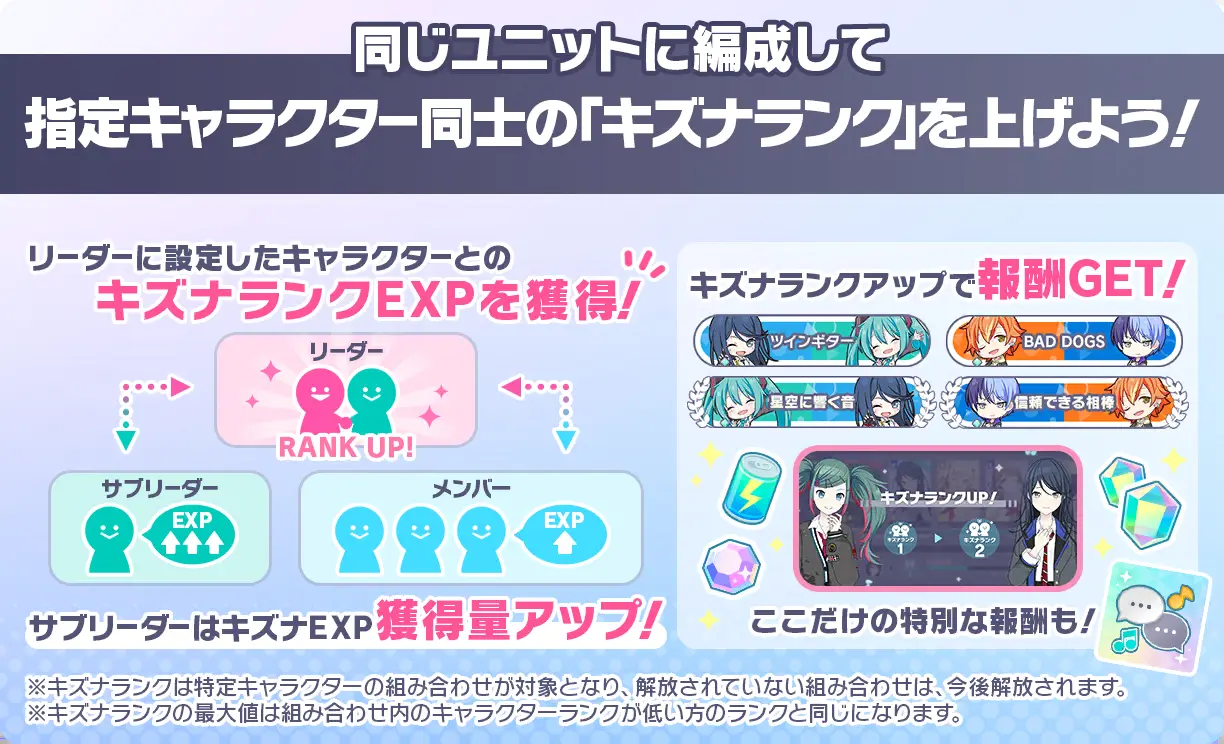 同じユニットに編成して
指定キャラクター同士の「キズナランク」を上げよう!
リーダーに設定したキャラクターとの
キズナランクEXPを獲得!
リーダー
RANK UP!
サブリーダー
EXP
メンバー
EXP
サブリーダーはキズナEXP獲得量アップ!
キズナランクアップで報酬GET!
ツインギター
BAD DOGS
星空に響く音
信頼できる相棒
キズナランクUP!
キズナランク
1
キズナランク
2
ここだけの特別な報酬も!
※キズナランクは特定キャラクターの組み合わせが対象となり、解放されていない組み合わせは、今後解放されます。
※キズナランクの最大値は組み合わせ内のキャラクターランクが低い方のランクと同じになります。